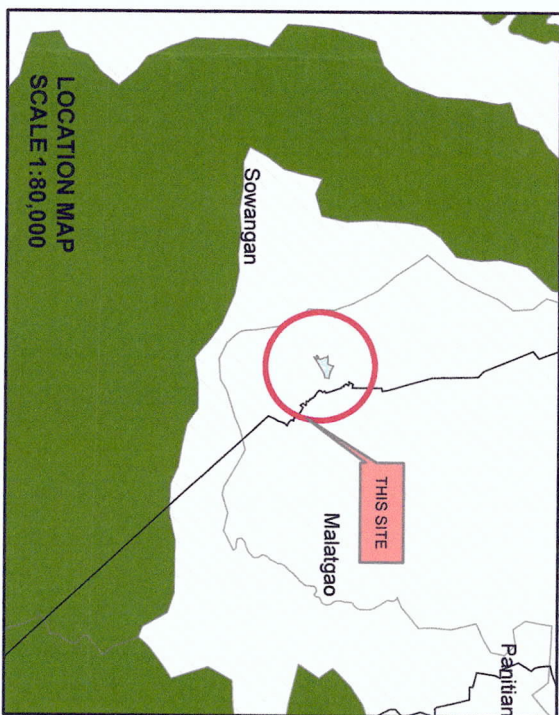 Panitian
THIS SITE
Malatgao
Sowangan
LOCATION MAP
SCALE 1:80,000